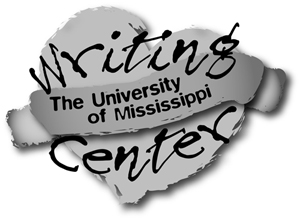 Writing
The University
of Mississippi
Center